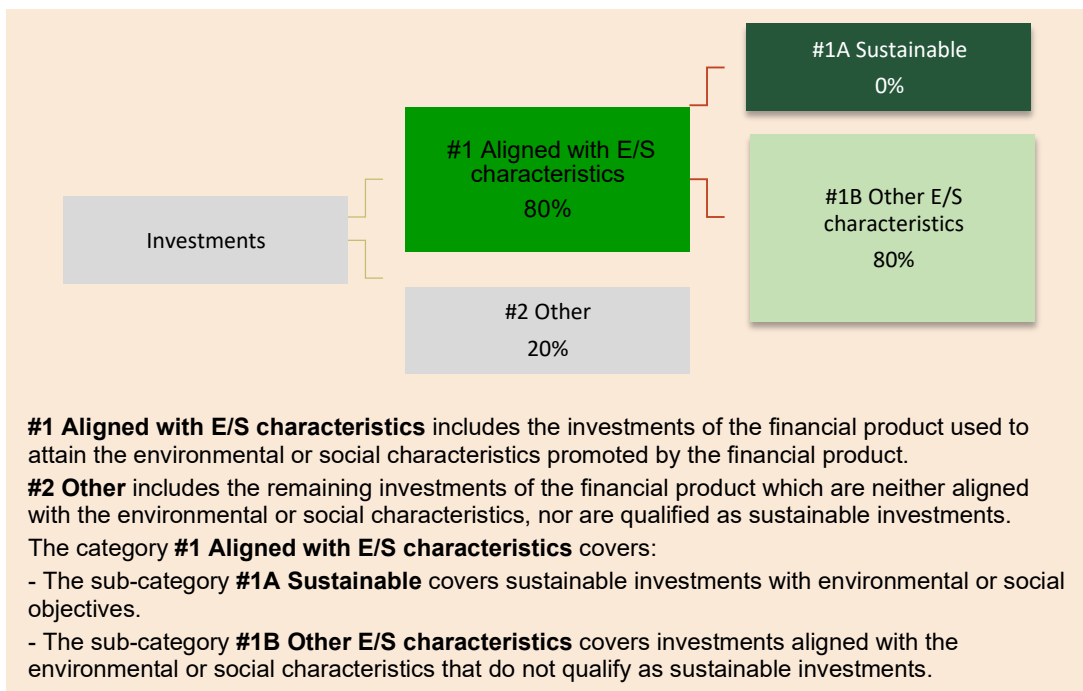 #1A Sustainable
0%
#1 Aligned with E/S
characteristics
80%
#1B Other E/S
characteristics
80%
Investments
#2 Other
20%
#1 Aligned with E/S characteristics includes the investments of the financial product used to
attain the environmental or social characteristics promoted by the financial product.
#2 Other includes the remaining investments of the financial product which are neither aligned
with the environmental or social characteristics, nor are qualified as sustainable investments.
The category #1 Aligned with E/S characteristics covers:
- The sub-category #1A Sustainable covers sustainable investments with environmental or social
objectives.
- The sub-category #1B Other E/S characteristics covers investments aligned with the
environmental or social characteristics that do not qualify as sustainable investments.